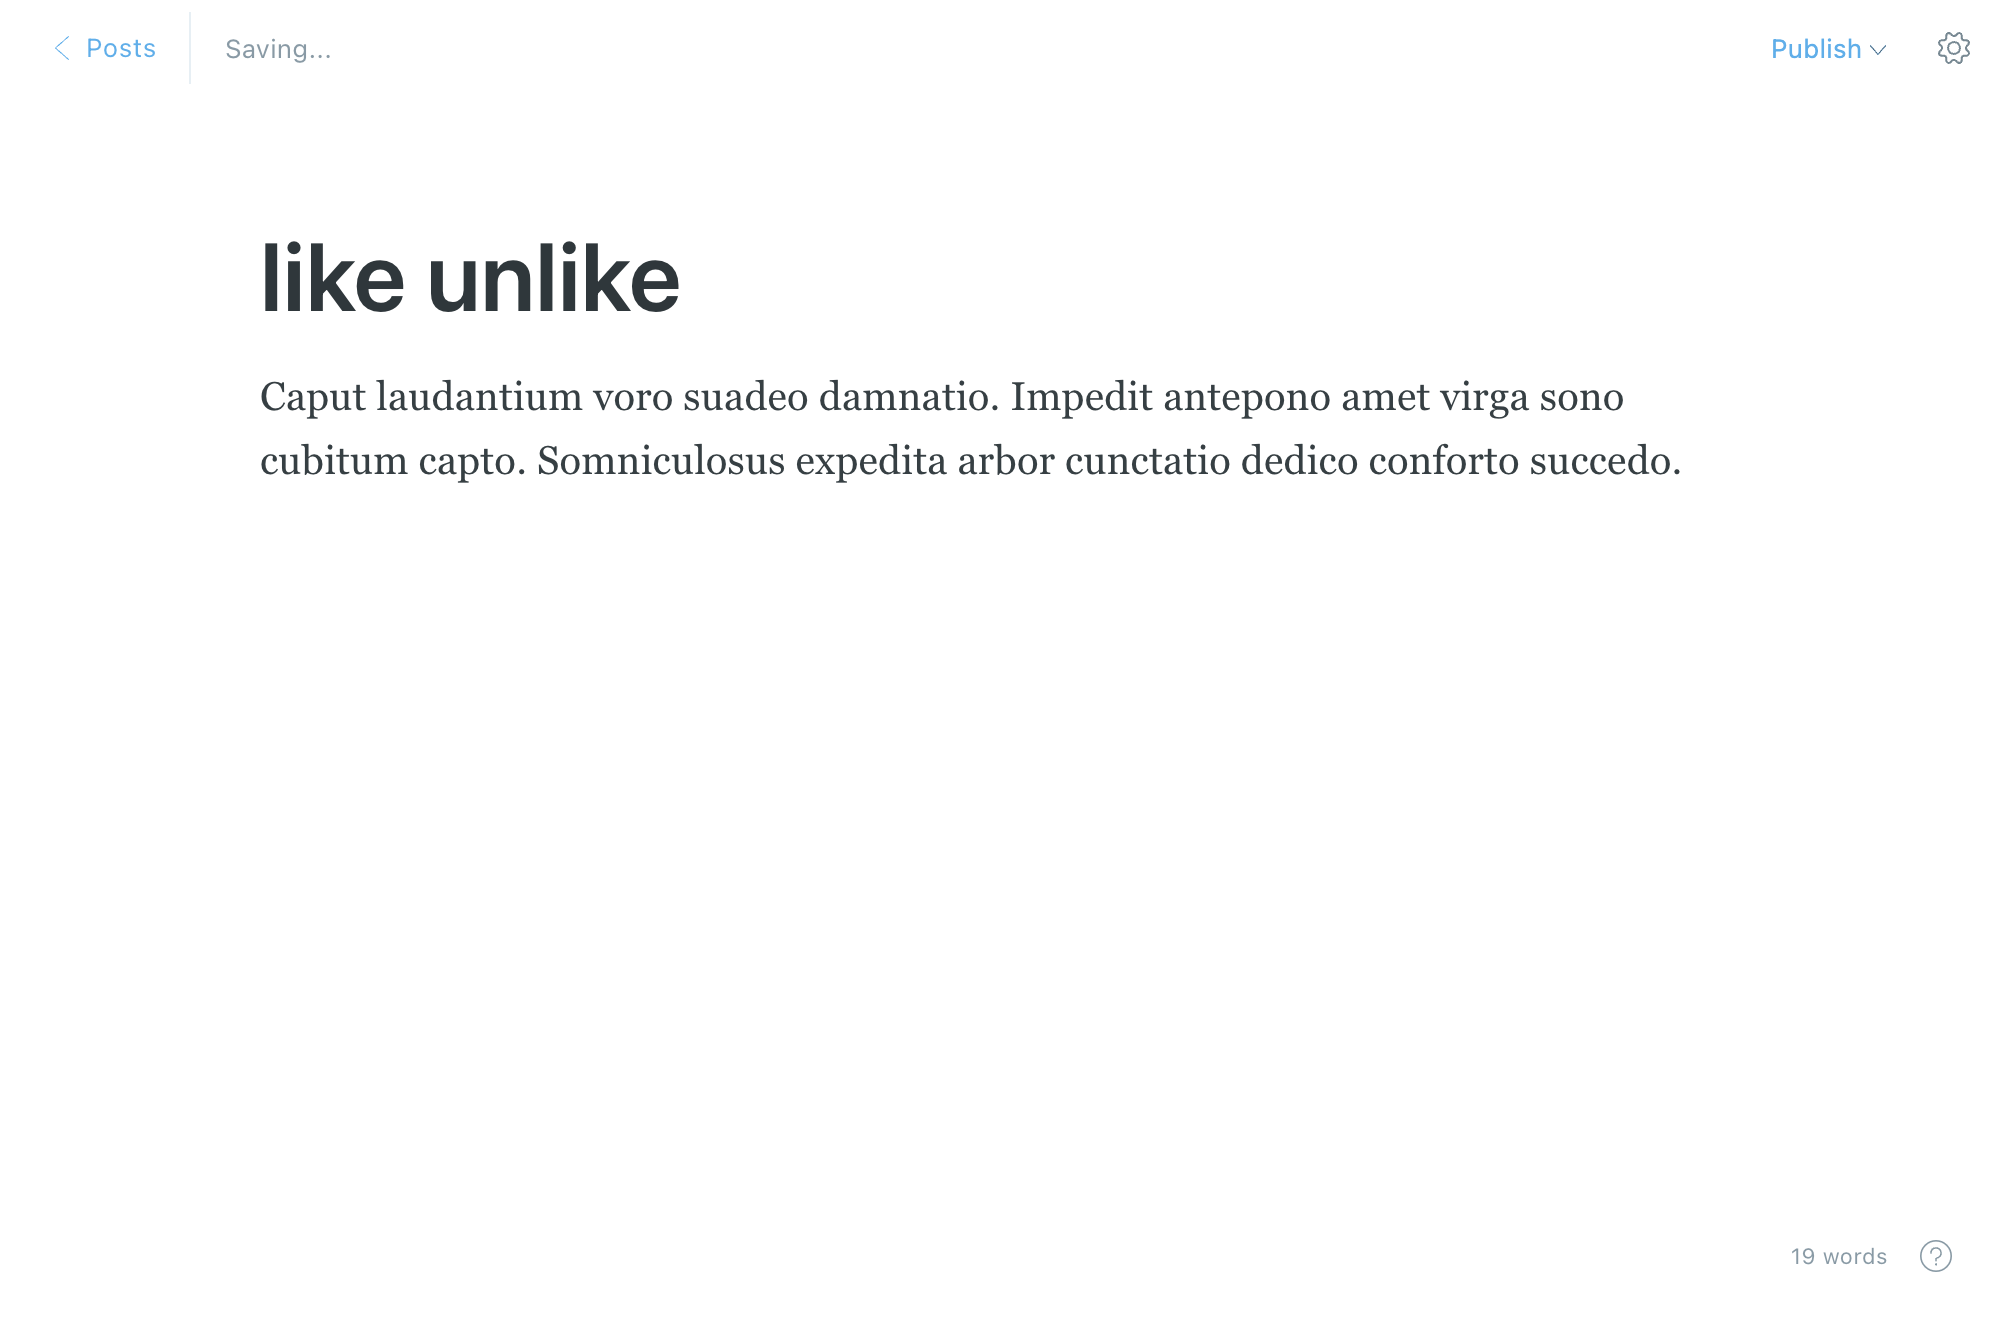 Posts
Saving...
Publish
like unlike
Caput laudantium voro suadeo damnatio. Impedit antepono amet virga sono
cubitum capto. Somniculosus expedita arbor cunctatio dedico conforto succedo.
19 words
?